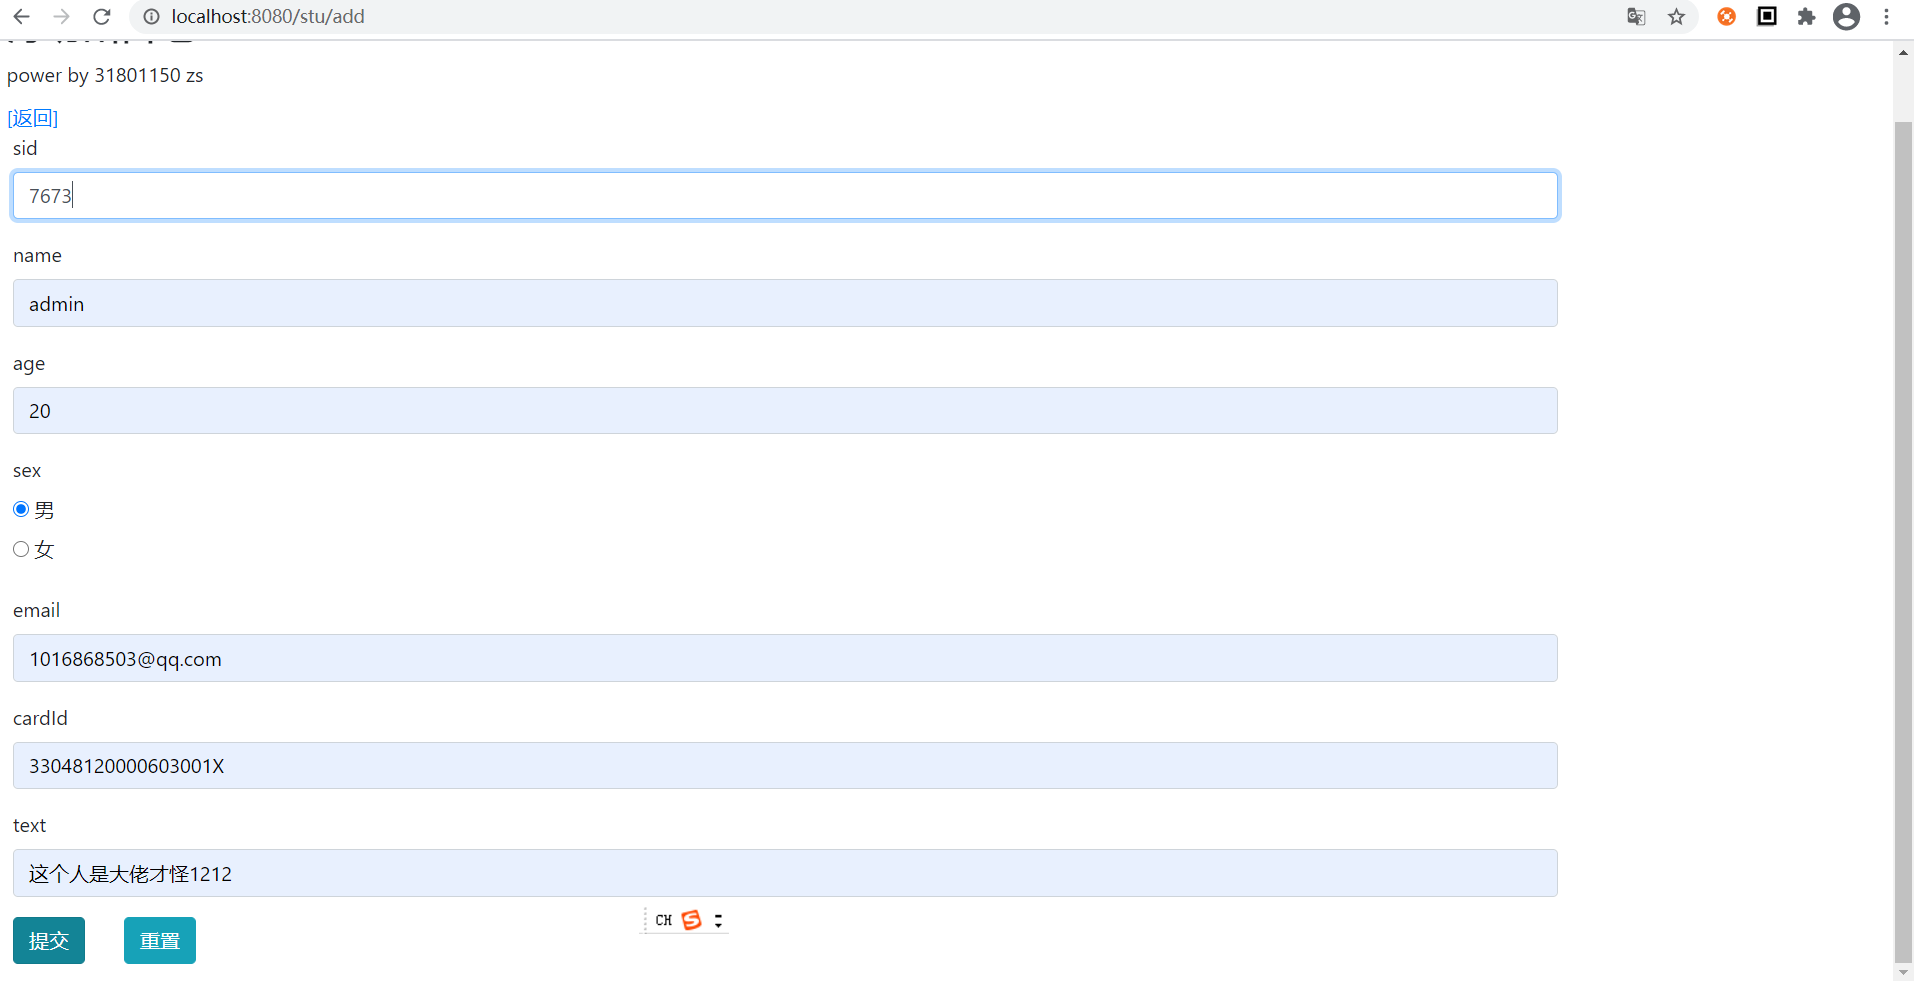 localhost:8080/stu/add
power by 31801150 zs
[返回]
sid
7673
name
admin
age
20
sex
男
女
email
1016868503@qq.com
cardId
33048120000603001X
text
这个人是大佬才怪1212
CH
提交 重置